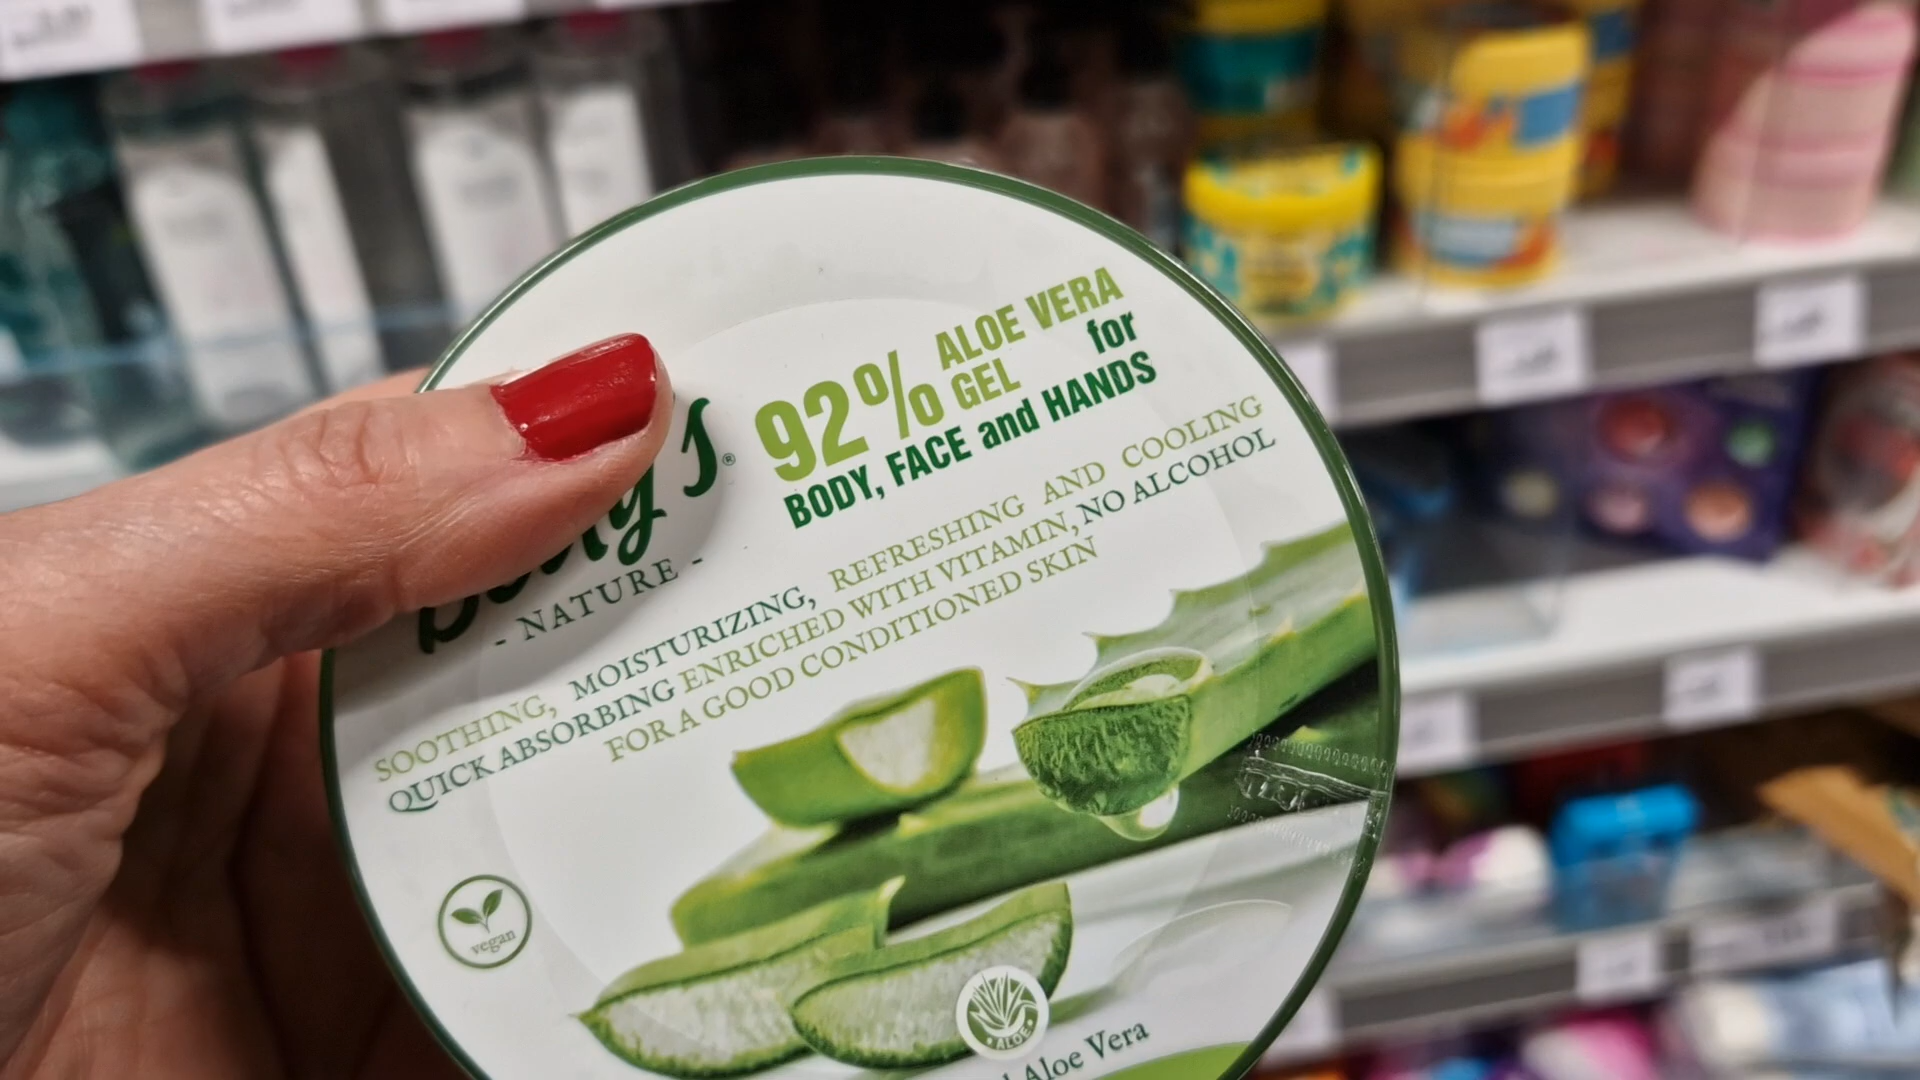 92% ALOE VERA
GEL for
BODY, FACE and HANDS
- NATURE -
SOOTHING, MOISTURIZING, REFRESHING AND COOLING
QUICK ABSORBING ENRICHED WITH VITAMIN, NO ALCOHOL
FOR A GOOD CONDITIONED SKIN
vegan
ALOE
Aloe Vera